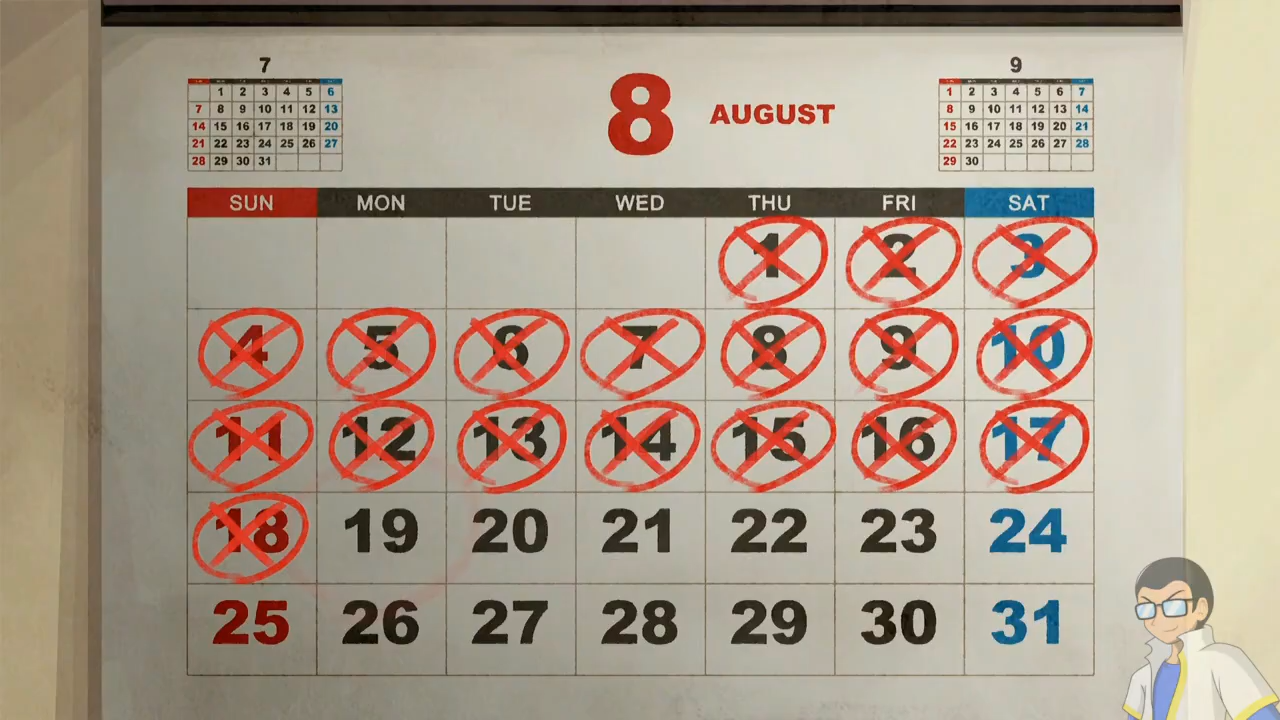 7
1 2 3 4 5 6
7 8 9 10 11 12 13
14 15 16 17 18 19 20
21 22 23 24 25 26 27
28 29 30 31
8 AUGUST
9
1 2 3 4 5 6 7
8 9 10 11 12 13 14
15 16 17 18 19 20 21
22 23 24 25 26 27 28
29 30
SUN MON TUE WED THU FRI SAT
1 2 3
4 5 6 7 8 9 10
11 12 13 14 15 16 17
18 19 20 21 22 23 24
25 26 27 28 29 30 31